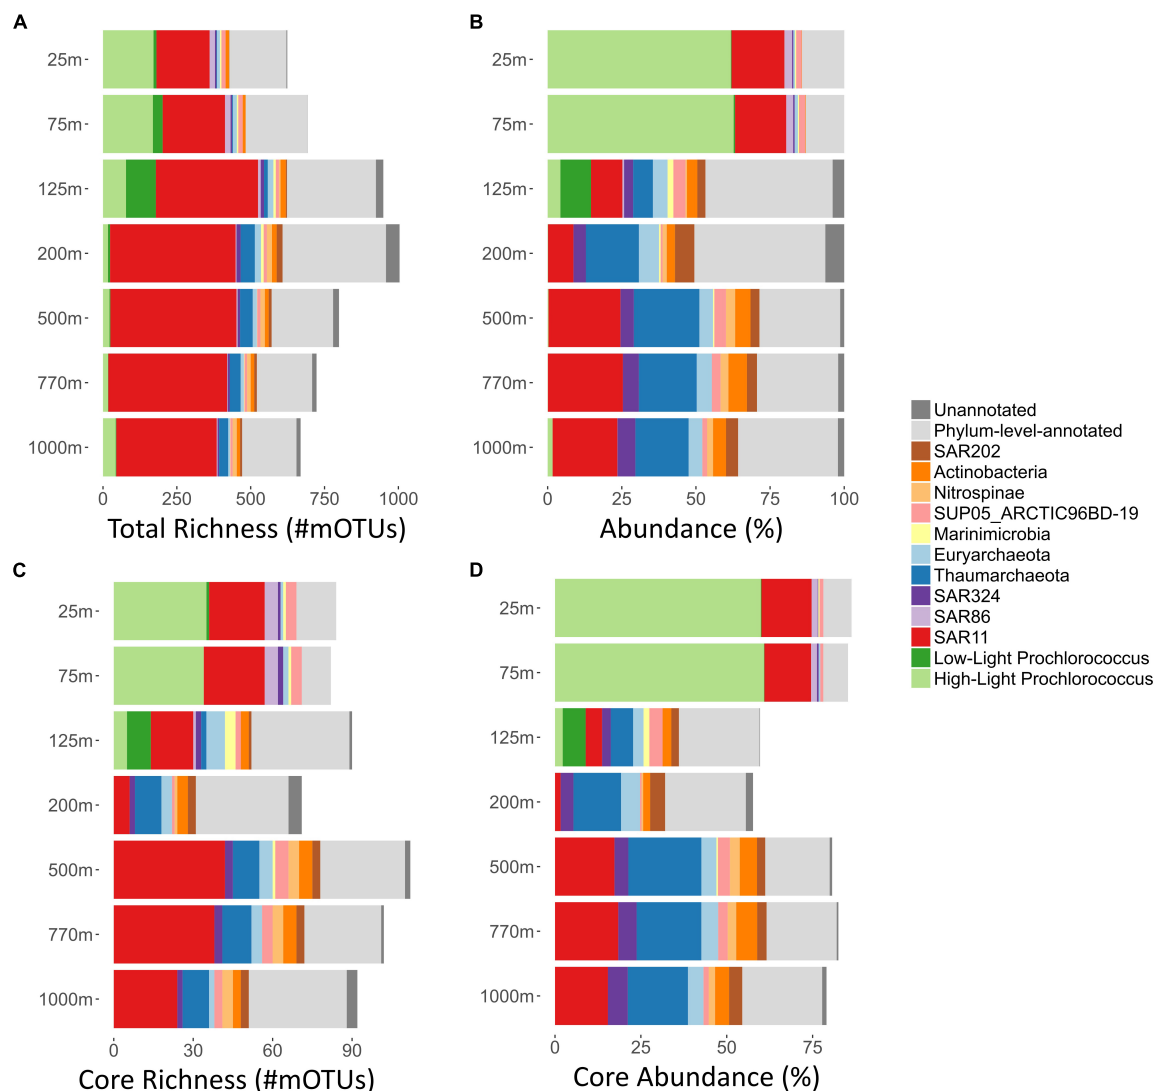 A
25m
75m
125m
200m
500m
770m
1000m
0 250 500 750 1000
Total Richness (#mOTUs)
B
25m
75m
125m
200m
500m
770m
1000m
0 25 50 75 100
Abundance (%)
Unannotated
Phylum-level-annotated
SAR202
Actinobacteria
Nitrospinae
SUP05_ARCTIC96BD-19
Marinimicrobia
Euryarchaeota
Thaumarchaeota
SAR324
SAR86
SAR11
Low-Light Prochlorococcus
High-Light Prochlorococcus
C
25m
75m
125m
200m
500m
770m
1000m
0 30 60 90
Core Richness (#mOTUs)
D
25m
75m
125m
200m
500m
770m
1000m
0 25 50 75
Core Abundance (%)